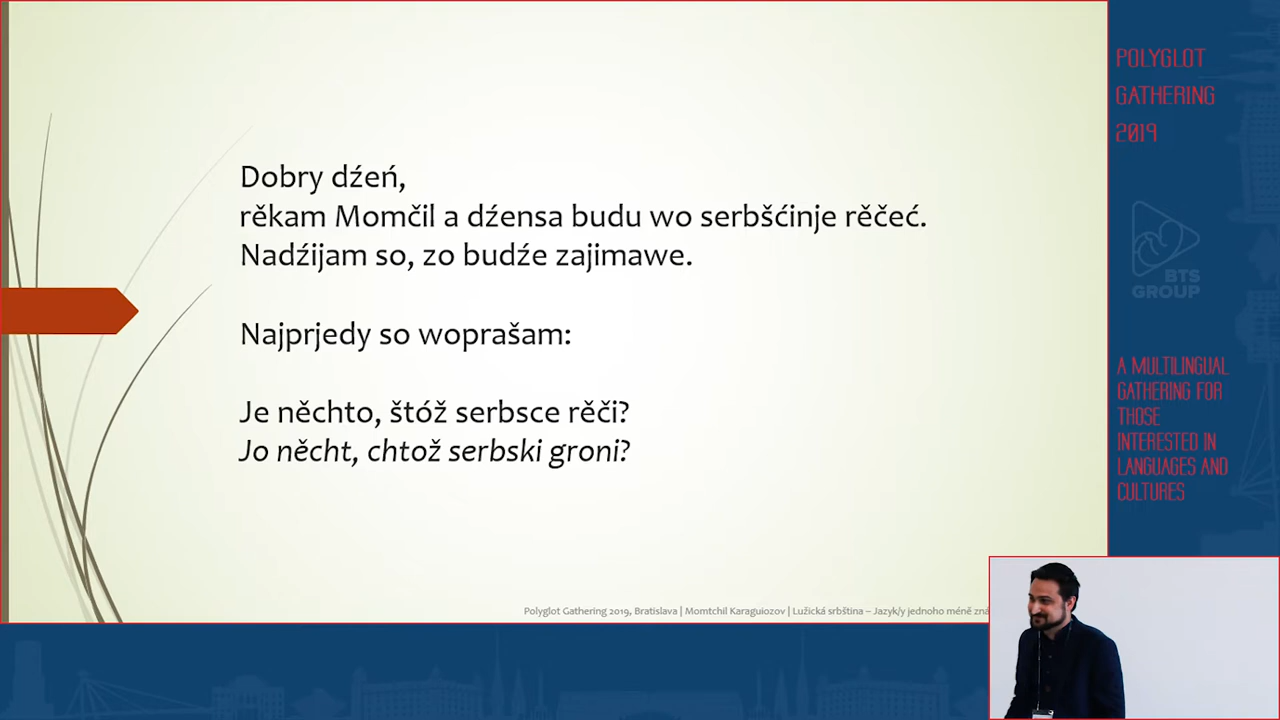 Dobry dźeń,
rěkam Momčil a dźensa budu wo serbšćinje rěčeć.
Nadźijam so, zo budźe zajimawe.
Najprjedy so woprašam:
Je něchto, štóž serbsce rěči?
Jo něcht, chtož serbski groni?
Polyglot Gathering 2019, Bratislava | Momtchil Karaguiozov | Lužická srbština – Jazyk/y jednoho méně zná
POLYGLOT
GATHERING
2019
BTS
GROUP
A MULTILINGUAL
GATHERING FOR
THOSE
INTERESTED IN
LANGUAGES AND
CULTURES